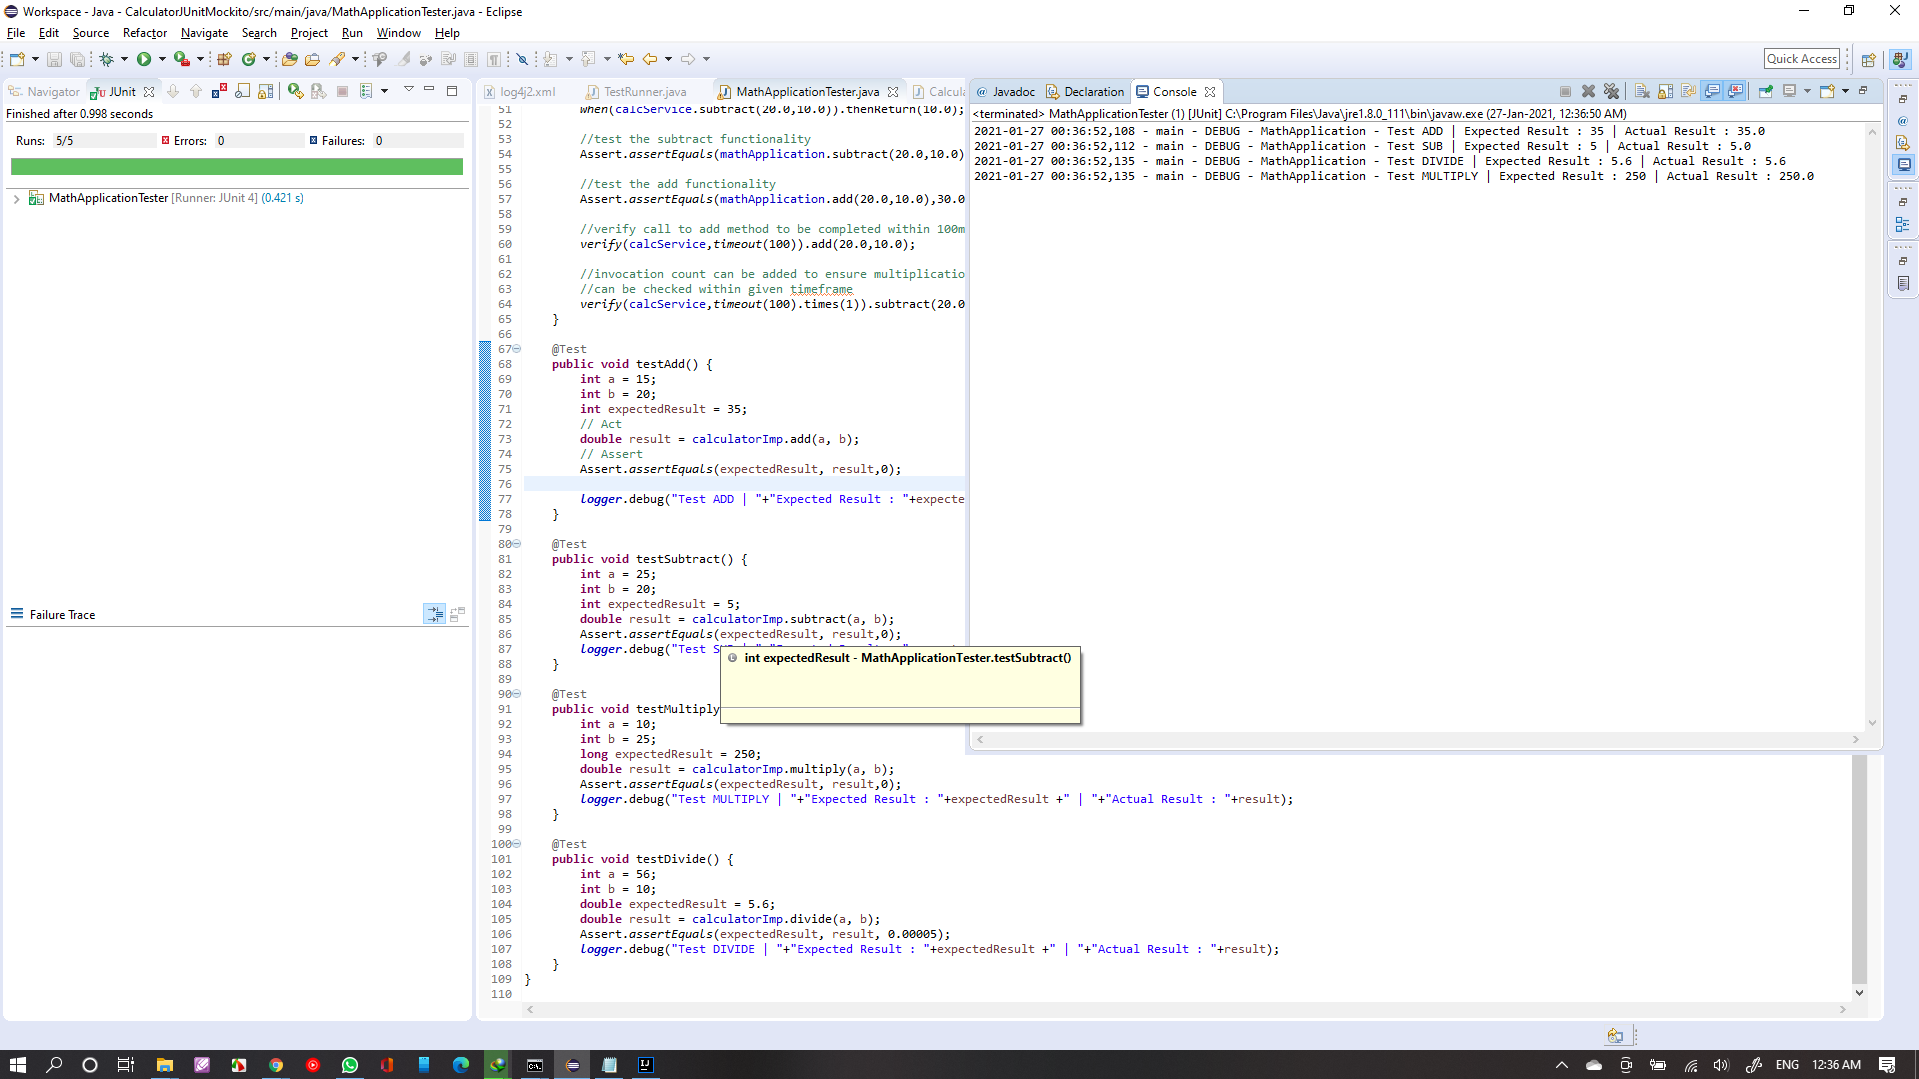 Workspace - Java - CalculatorJUnitMockito/src/main/java/MathApplicationTester.java - Eclipse
File Edit Source Refactor Navigate Search Project Run Window Help
Quick Access
Navigator JUnit
Finished after 0.998 seconds
Runs: 5/5 Errors: 0 Failures: 0
MathApplicationTester [Runner: JUnit 4] (0.421 s)
Failure Trace
log4j2.xml TestRunner.java MathApplicationTester.java Calcula
51 when(calcService.subtract(20.0,10.0)).thenReturn(10.0);
52
53 //test the subtract functionality
54 Assert.assertEquals(mathApplication.subtract(20.0,10.0)
55
56 //test the add functionality
57 Assert.assertEquals(mathApplication.add(20.0,10.0),30.0
58
59 //verify call to add method to be completed within 100m
60 verify(calcService,timeout(100)).add(20.0,10.0);
61
62 //invocation count can be added to ensure multiplicatio
63 //can be checked within given timeframe
64 verify(calcService,timeout(100).times(1)).subtract(20.0
65 }
66
67 @Test
68 public void testAdd() {
69 int a = 15;
70 int b = 20;
71 int expectedResult = 35;
72 // Act
73 double result = calculatorImp.add(a, b);
74 // Assert
75 Assert.assertEquals(expectedResult, result,0);
76
77 logger.debug("Test ADD | "+"Expected Result : "+expecte
78 }
79
80 @Test
81 public void testSubtract() {
82 int a = 25;
83 int b = 20;
84 int expectedResult = 5;
85 double result = calculatorImp.subtract(a, b);
86 Assert.assertEquals(expectedResult, result,0);
87 logger.debug("Test S
88 }
89
90 @Test
91 public void testMultiply
92 int a = 10;
93 int b = 25;
94 long expectedResult = 250;
95 double result = calculatorImp.multiply(a, b);
96 Assert.assertEquals(expectedResult, result,0);
97 logger.debug("Test MULTIPLY | "+"Expected Result : "+expectedResult +" | "+"Actual Result : "+result);
98 }
99
100 @Test
101 public void testDivide() {
102 int a = 56;
103 int b = 10;
104 double expectedResult = 5.6;
105 double result = calculatorImp.divide(a, b);
106 Assert.assertEquals(expectedResult, result, 0.00005);
107 logger.debug("Test DIVIDE | "+"Expected Result : "+expectedResult +" | "+"Actual Result : "+result);
108 }
109 }
110
int expectedResult - MathApplicationTester.testSubtract()
Javadoc Declaration Console
<terminated> MathApplicationTester (1) [JUnit] C:\Program Files\Java\jre1.8.0_111\bin\javaw.exe (27-Jan-2021, 12:36:50 AM)
2021-01-27 00:36:52,108 - main - DEBUG - MathApplication - Test ADD | Expected Result : 35 | Actual Result : 35.0
2021-01-27 00:36:52,112 - main - DEBUG - MathApplication - Test SUB | Expected Result : 5 | Actual Result : 5.0
2021-01-27 00:36:52,135 - main - DEBUG - MathApplication - Test DIVIDE | Expected Result : 5.6 | Actual Result : 5.6
2021-01-27 00:36:52,135 - main - DEBUG - MathApplication - Test MULTIPLY | Expected Result : 250 | Actual Result : 250.0
ENG 12:36 AM